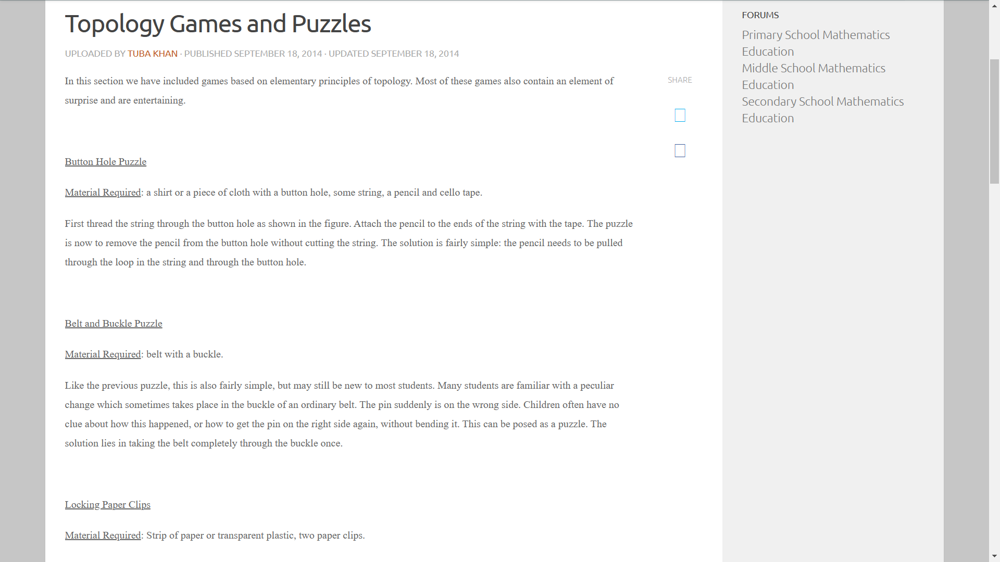 Topology Games and Puzzles
UPLOADED BY TUBA KHAN · PUBLISHED SEPTEMBER 18, 2014 · UPDATED SEPTEMBER 18, 2014
In this section we have included games based on elementary principles of topology. Most of these games also contain an element of
surprise and are entertaining.
SHARE
Button Hole Puzzle
Material Required: a shirt or a piece of cloth with a button hole, some string, a pencil and cello tape.
First thread the string through the button hole as shown in the figure. Attach the pencil to the ends of the string with the tape. The puzzle
is now to remove the pencil from the button hole without cutting the string. The solution is fairly simple: the pencil needs to be pulled
through the loop in the string and through the button hole.
Belt and Buckle Puzzle
Material Required: belt with a buckle.
Like the previous puzzle, this is also fairly simple, but may still be new to most students. Many students are familiar with a peculiar
change which sometimes takes place in the buckle of an ordinary belt. The pin suddenly is on the wrong side. Children often have no
clue about how this happened, or how to get the pin on the right side again, without bending it. This can be posed as a puzzle. The
solution lies in taking the belt completely through the buckle once.
Locking Paper Clips
Material Required: Strip of paper or transparent plastic, two paper clips.
FORUMS
Primary School Mathematics
Education
Middle School Mathematics
Education
Secondary School Mathematics
Education